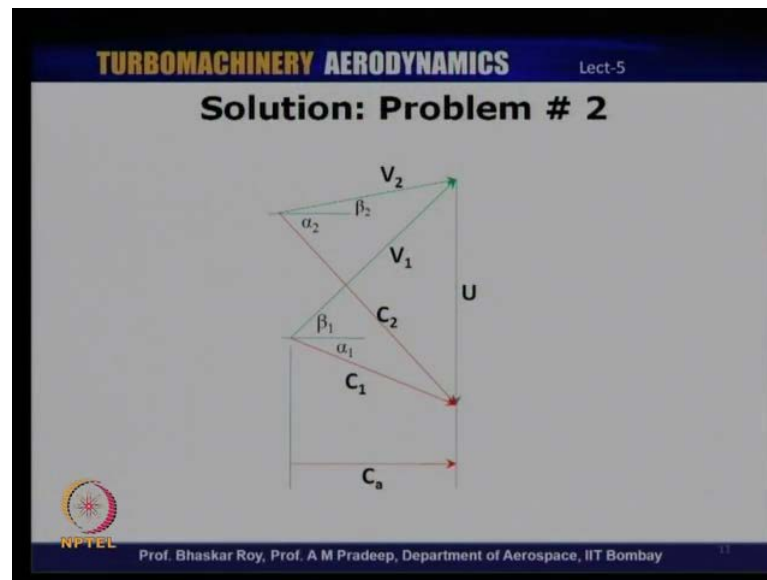 TURBOMACHINERY AERODYNAMICS Lect-5
Solution: Problem # 2
V₂
β₂
α₂
V₁
U
β₁
C₂
α₁
C₁
Cₐ
NPTEL
Prof. Bhaskar Roy, Prof. A M Pradeep, Department of Aerospace, IIT Bombay
11